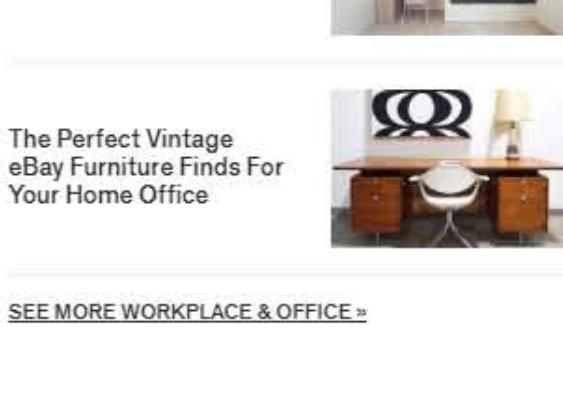 The Perfect Vintage
eBay Furniture Finds For
Your Home Office
SEE MORE WORKPLACE & OFFICE »